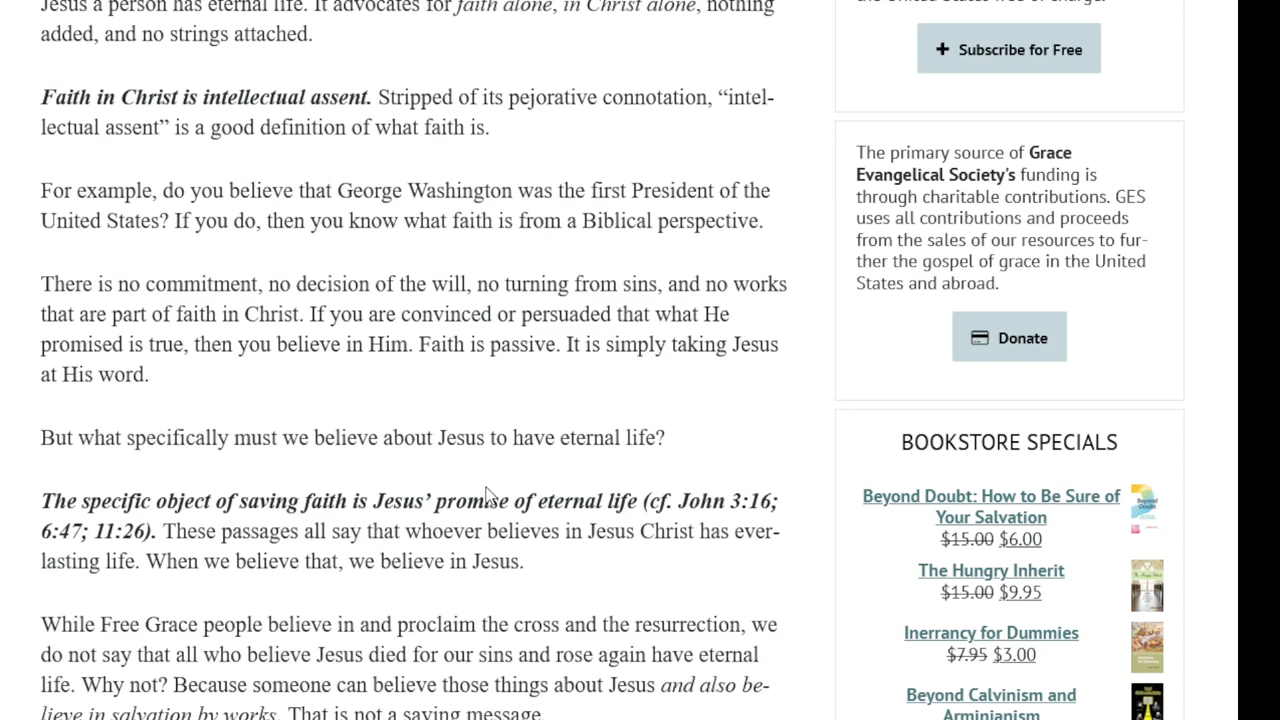 Jesus a person has eternal life. It advocates for faith alone, in Christ alone, nothing
added, and no strings attached.
Faith in Christ is intellectual assent. Stripped of its pejorative connotation, “intel-
lectual assent” is a good definition of what faith is.
For example, do you believe that George Washington was the first President of the
United States? If you do, then you know what faith is from a Biblical perspective.
There is no commitment, no decision of the will, no turning from sins, and no works
that are part of faith in Christ. If you are convinced or persuaded that what He
promised is true, then you believe in Him. Faith is passive. It is simply taking Jesus
at His word.
But what specifically must we believe about Jesus to have eternal life?
The specific object of saving faith is Jesus’ promise of eternal life (cf. John 3:16;
6:47; 11:26). These passages all say that whoever believes in Jesus Christ has ever-
lasting life. When we believe that, we believe in Jesus.
While Free Grace people believe in and proclaim the cross and the resurrection, we
do not say that all who believe Jesus died for our sins and rose again have eternal
life. Why not? Because someone can believe those things about Jesus and also be-
lieve in salvation by works. That is not a saving message.
the United States free of charge.
+ Subscribe for Free
The primary source of Grace
Evangelical Society's funding is
through charitable contributions. GES
uses all contributions and proceeds
from the sales of our resources to fur-
ther the gospel of grace in the United
States and abroad.
Donate
BOOKSTORE SPECIALS
Beyond Doubt: How to Be Sure of
Your Salvation
$15.00 $6.00
The Hungry Inherit
$15.00 $9.95
Inerrancy for Dummies
$7.95 $3.00
Beyond Calvinism and
Arminianism